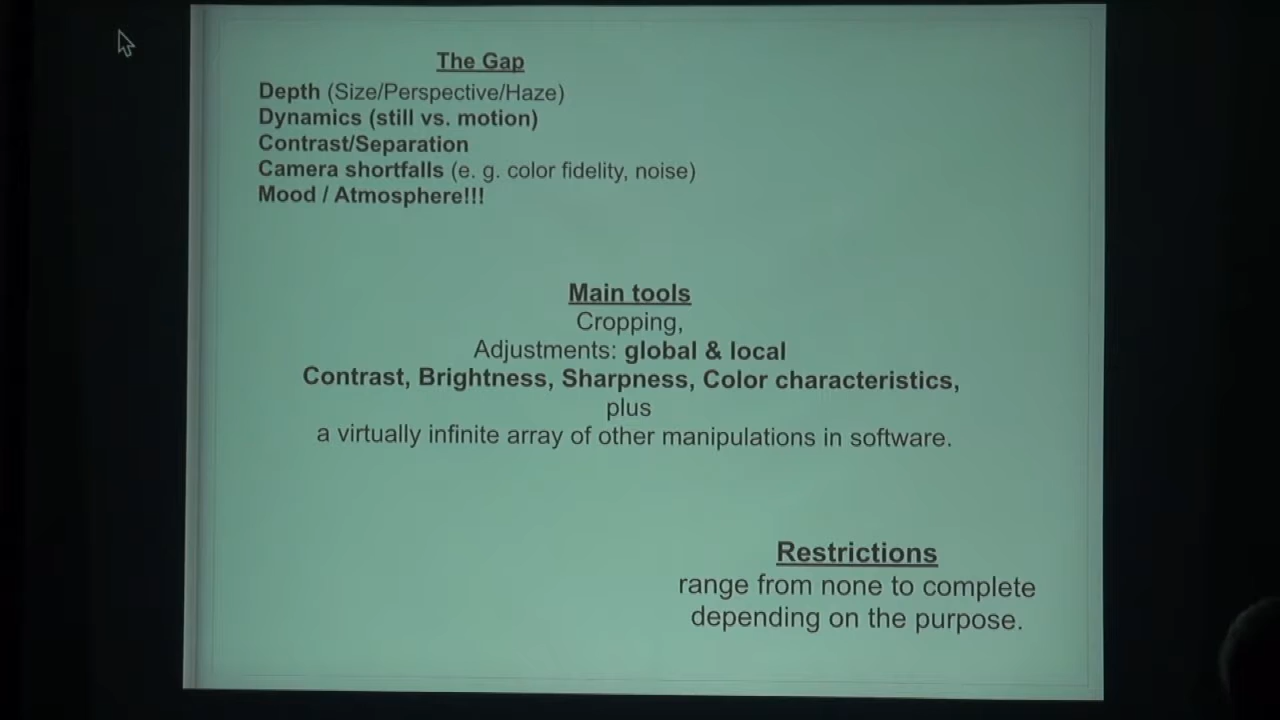 The Gap
Depth (Size/Perspective/Haze)
Dynamics (still vs. motion)
Contrast/Separation
Camera shortfalls (e. g. color fidelity, noise)
Mood / Atmosphere!!!
Main tools
Cropping,
Adjustments: global & local
Contrast, Brightness, Sharpness, Color characteristics,
plus
a virtually infinite array of other manipulations in software.
Restrictions
range from none to complete
depending on the purpose.